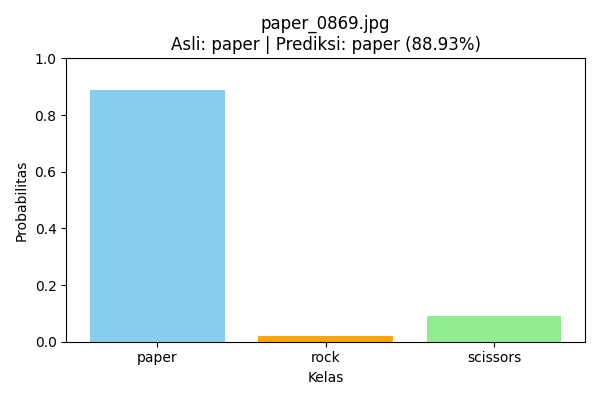 paper_0869.jpg
Asli: paper | Prediksi: paper (88.93%)
1.0
0.8
0.6
0.4
0.2
0.0
Probabilitas
paper rock scissors
Kelas